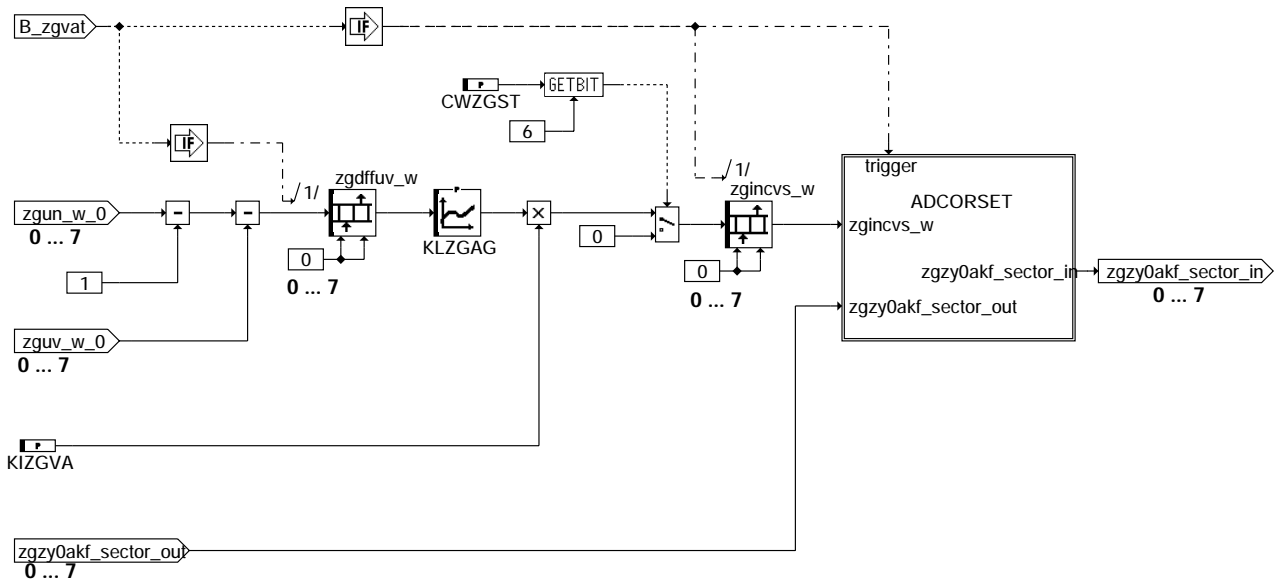 B_zgvat
IF
P
CWZGST
GETBIT
6
IF
1/
zgdffuv_w
1/
zgincvs_w
trigger
ADCORSET
zgun_w_0
0 ... 7
-
-
P
KLZGAG
×
0
zgincvs_w
1
0
0 ... 7
0
0 ... 7
zgzy0akf_sector_in
zgzy0akf_sector_in
0 ... 7
zgzy0akf_sector_out
zguv_w_0
0 ... 7
P
KIZGVA
zgzy0akf_sector_out
0 ... 7